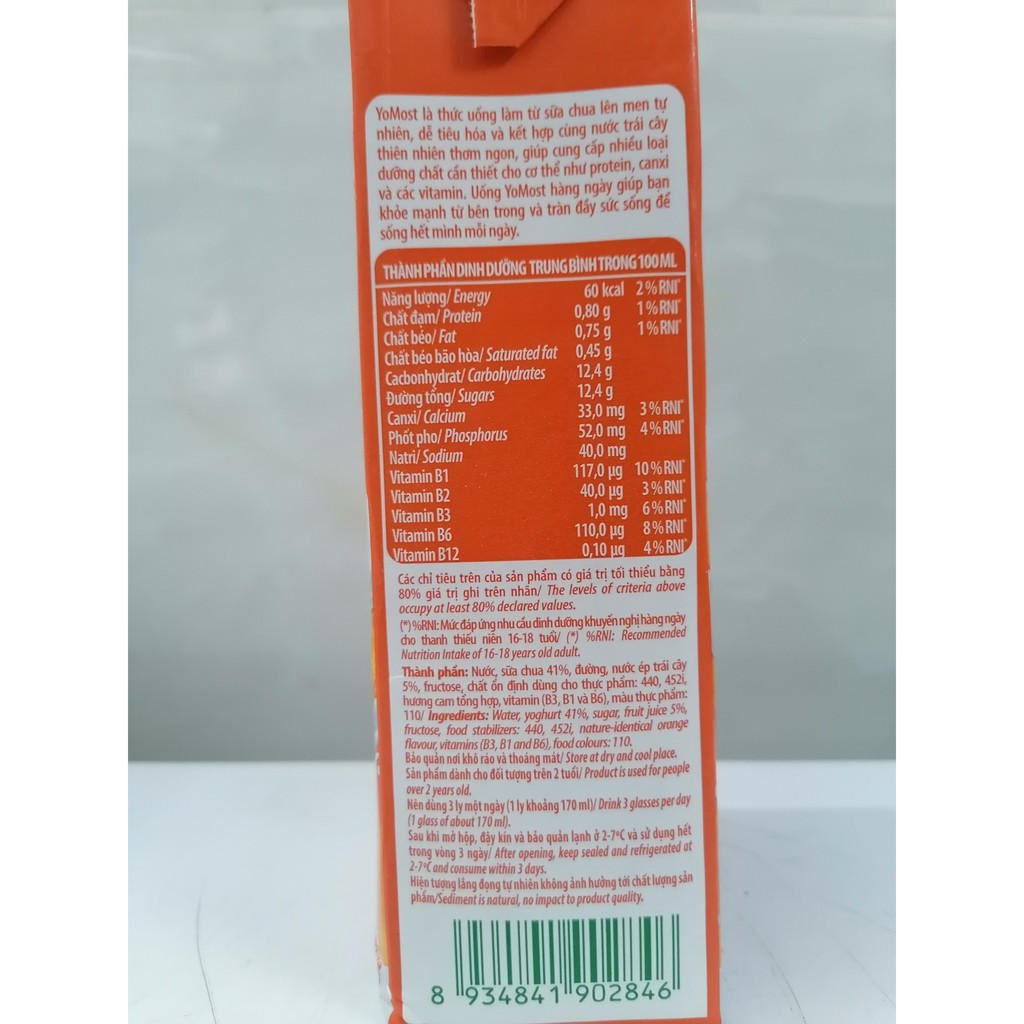 YoMost là thức uống làm từ sữa chua lên men tự
nhiên, dễ tiêu hóa và kết hợp cùng nước trái cây
thiên nhiên thơm ngon, giúp cung cấp nhiều loại
dưỡng chất cần thiết cho cơ thể như protein, canxi
và các vitamin. Uống YoMost hàng ngày giúp bạn
khỏe mạnh từ bên trong và tràn đầy sức sống để
sống hết mình mỗi ngày.
THÀNH PHẦN DINH DƯỠNG TRUNG BÌNH TRONG 100 ML
Năng lượng/ Energy 60 kcal 2 % RNI*
Chất đạm/ Protein 0,80 g 1 % RNI*
Chất béo/ Fat 0,75 g 1 % RNI*
Chất béo bão hòa/ Saturated fat 0,45 g
Cacbonhydrat/ Carbohydrates 12,4 g
Đường tổng/ Sugars 12,4 g
Canxi/ Calcium 33,0 mg 3 % RNI*
Phốt pho/ Phosphorus 52,0 mg 4 % RNI*
Natri/ Sodium 40,0 mg
Vitamin B1 117,0 µg 10 % RNI*
Vitamin B2 40,0 µg 3 % RNI*
Vitamin B3 1,0 mg 6 % RNI*
Vitamin B6 110,0 µg 8 % RNI*
Vitamin B12 0,10 µg 4 % RNI*
Các chỉ tiêu trên của sản phẩm có giá trị tối thiểu bằng
80% giá trị ghi trên nhãn/ The levels of criteria above
occupy at least 80% declared values.
(*) %RNI: Mức đáp ứng nhu cầu dinh dưỡng khuyến nghị hàng ngày
cho thanh thiếu niên 16-18 tuổi/ (*) %RNI: Recommended
Nutrition Intake of 16-18 years old adult.
Thành phần: Nước, sữa chua 41%, đường, nước ép trái cây
5%, fructose, chất ổn định dùng cho thực phẩm: 440, 452i,
hương cam tổng hợp, vitamin (B3, B1 và B6), màu thực phẩm:
110/ Ingredients: Water, yoghurt 41%, sugar, fruit juice 5%,
fructose, food stabilizers: 440, 452i, nature-identical orange
flavour, vitamins (B3, B1 and B6), food colours: 110.
Bảo quản nơi khô ráo và thoáng mát/ Store at dry and cool place.
Sản phẩm dành cho đối tượng trên 2 tuổi/ Product is used for people
over 2 years old.
Nên dùng 3 ly một ngày (1 ly khoảng 170 ml)/ Drink 3 glasses per day
(1 glass of about 170 ml).
Sau khi mở hộp, đậy kín và bảo quản lạnh ở 2-7ºC và sử dụng hết
trong vòng 3 ngày/ After opening, keep sealed and refrigerated at
2-7ºC and consume within 3 days.
Hiện tượng lắng đọng tự nhiên không ảnh hưởng tới chất lượng sản
phẩm/Sediment is natural, no impact to product quality.
8 934841 902846